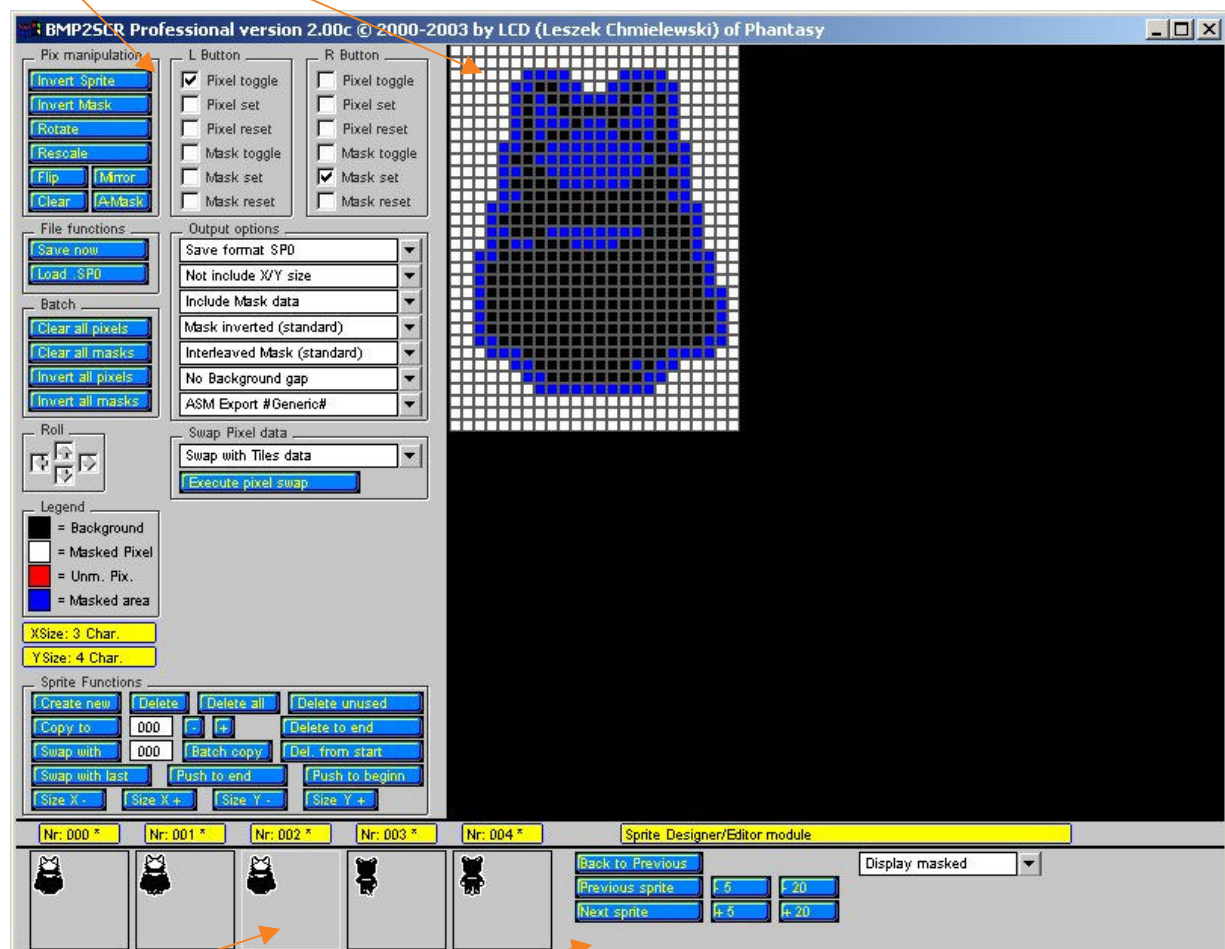 BMP2SCR Professional version 2.00c © 2000-2003 by LCD (Leszek Chmielewski) of Phantasy
Pix manipulation
Invert Sprite
Invert Mask
Rotate
Rescale
Flip Mirror
Clear A-Mask
L Button
Pixel toggle
Pixel set
Pixel reset
Mask toggle
Mask set
Mask reset
R Button
Pixel toggle
Pixel set
Pixel reset
Mask toggle
Mask set
Mask reset
File functions
Save now
Load .SP0
Batch
Clear all pixels
Clear all masks
Invert all pixels
Invert all masks
Roll
Output options
Save format SP0
Not include X/Y size
Include Mask data
Mask inverted (standard)
Interleaved Mask (standard)
No Background gap
ASM Export #Generic#
Swap Pixel data
Swap with Tiles data
Execute pixel swap
Legend
= Background
= Masked Pixel
= Unm. Pix.
= Masked area
XSize: 3 Char.
YSize: 4 Char.
Sprite Functions
Create new Delete Delete all Delete unused
Copy to 000 - + Delete to end
Swap with 000 Batch copy Del. from start
Swap with last Push to end Push to beginn
Size X - Size X + Size Y - Size Y +
Nr: 000 * Nr: 001 * Nr: 002 * Nr: 003 * Nr: 004 * Sprite Designer/Editor module
Back to Previous Display masked
Previous sprite - 5 - 20
Next sprite + 5 + 20